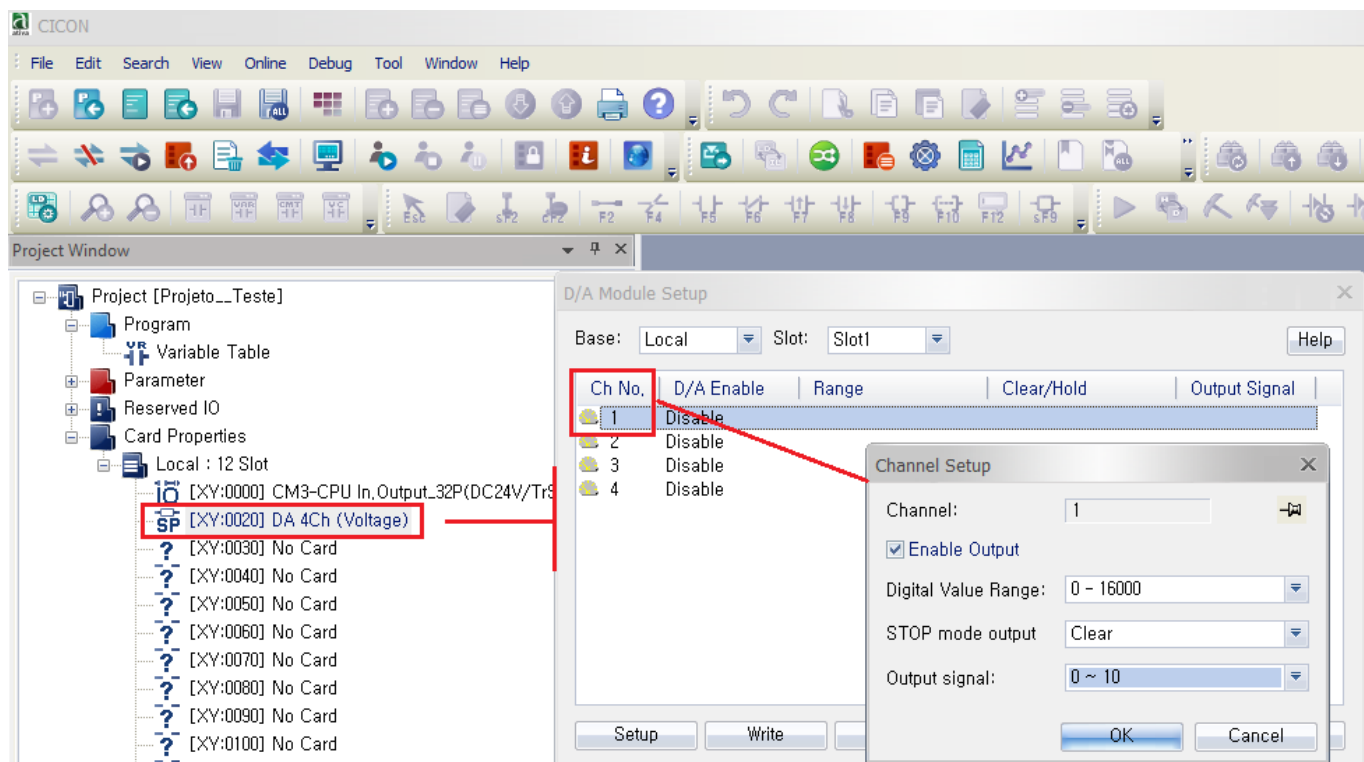 CICON
File Edit Search View Online Debug Tool Window Help
Project Window
Project [Projeto__Teste]
Program
Variable Table
Parameter
Reserved IO
Card Properties
Local : 12 Slot
[XY:0000] CM3-CPU In,Output_32P(DC24V/TrS
[XY:0020] DA 4Ch (Voltage)
[XY:0030] No Card
[XY:0040] No Card
[XY:0050] No Card
[XY:0060] No Card
[XY:0070] No Card
[XY:0080] No Card
[XY:0090] No Card
[XY:0100] No Card
D/A Module Setup
Base: Local Slot: Slot1 Help
Ch No, D/A Enable Range Clear/Hold Output Signal
1 Disable
2 Disable
3 Disable
4 Disable
Setup Write
Channel Setup
Channel: 1
Enable Output
Digital Value Range: 0 - 16000
STOP mode output Clear
Output signal: 0 ~ 10
OK Cancel